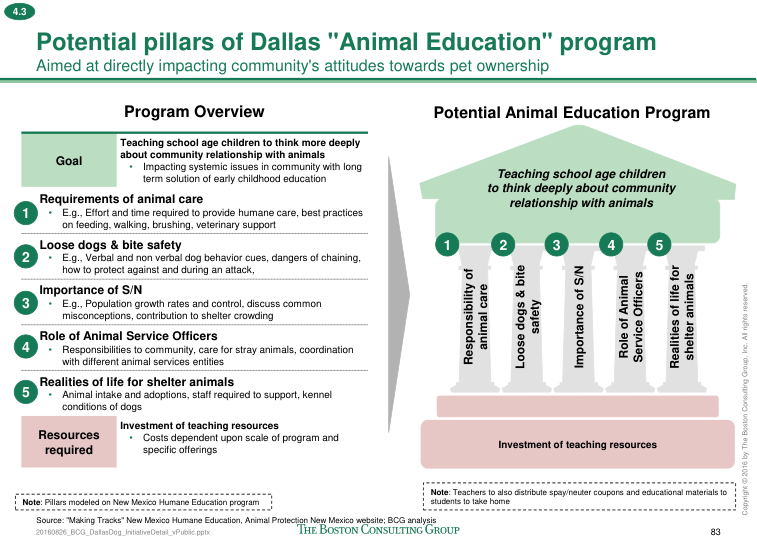 4.3
Potential pillars of Dallas "Animal Education" program
Aimed at directly impacting community's attitudes towards pet ownership
Program Overview
Goal
Teaching school age children to think more deeply
about community relationship with animals
• Impacting systemic issues in community with long
term solution of early childhood education
1
Requirements of animal care
• E.g., Effort and time required to provide humane care, best practices
on feeding, walking, brushing, veterinary support
2
Loose dogs & bite safety
• E.g., Verbal and non verbal dog behavior cues, dangers of chaining,
how to protect against and during an attack,
3
Importance of S/N
• E.g., Population growth rates and control, discuss common
misconceptions, contribution to shelter crowding
4
Role of Animal Service Officers
• Responsibilities to community, care for stray animals, coordination
with different animal services entities
5
Realities of life for shelter animals
• Animal intake and adoptions, staff required to support, kennel
conditions of dogs
Resources
required
Investment of teaching resources
• Costs dependent upon scale of program and
specific offerings
Note: Pillars modeled on New Mexico Humane Education program
Potential Animal Education Program
Teaching school age children
to think deeply about community
relationship with animals
1
2
3
4
5
Responsibility of
animal care
Loose dogs & bite
safety
Importance of S/N
Role of Animal
Service Officers
Realities of life for
shelter animals
Investment of teaching resources
Note: Teachers to also distribute spay/neuter coupons and educational materials to
students to take home
Source: "Making Tracks" New Mexico Humane Education, Animal Protection New Mexico website; BCG analysis
20160826_BCG_DallasDog_InitiativeDetail_vPublic.pptx
THE BOSTON CONSULTING GROUP
83
Copyright © 2016 by The Boston Consulting Group, Inc. All rights reserved.